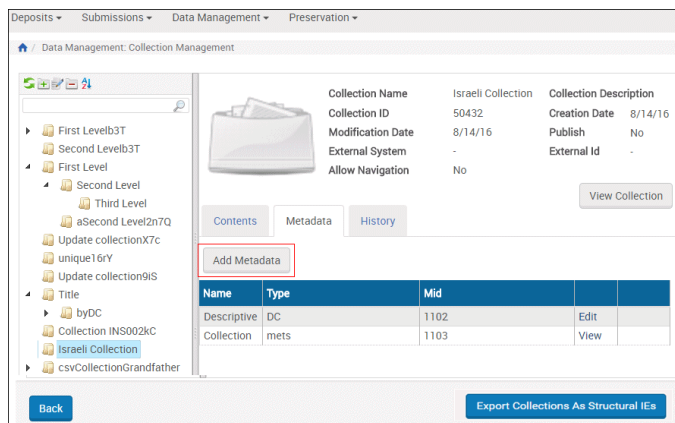 Deposits Submissions Data Management Preservation
/ Data Management: Collection Management
First Levelb3T
Second Levelb3T
First Level
Second Level
Third Level
aSecond Level2n7Q
Update collectionX7c
unique16rY
Update collection9iS
Title
byDC
Collection INS002kC
Israeli Collection
csvCollectionGrandfather
Collection Name Israeli Collection Collection Description
Collection ID 50432 Creation Date 8/14/16
Modification Date 8/14/16 Publish No
External System - External Id -
Allow Navigation No
View Collection
Contents Metadata History
Add Metadata
Name Type Mid
Descriptive DC 1102 Edit
Collection mets 1103 View
Back Export Collections As Structural IEs